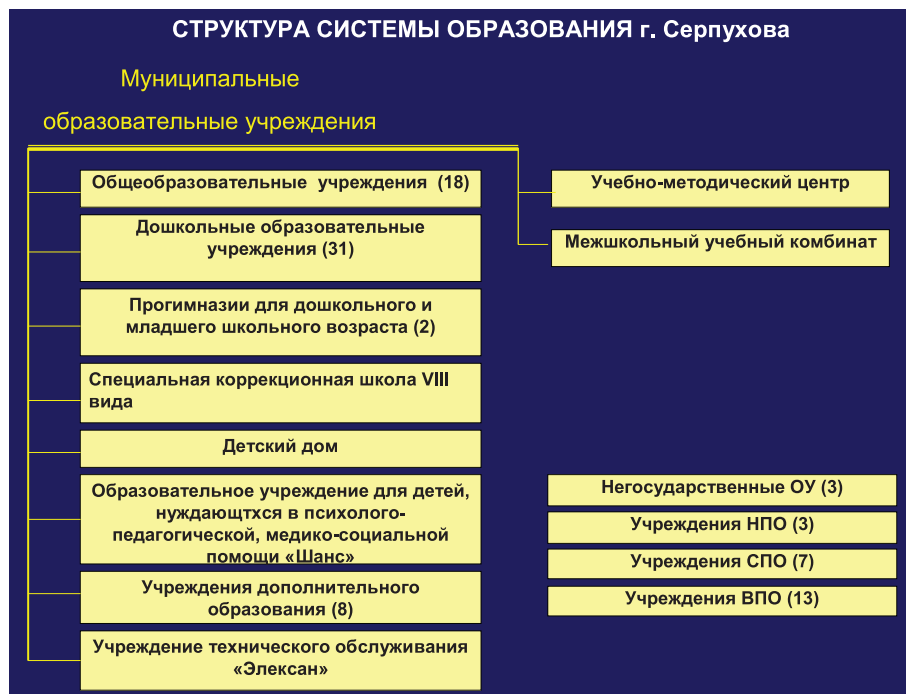 СТРУКТУРА СИСТЕМЫ ОБРАЗОВАНИЯ г. Серпухова
Муниципальные
образовательные учреждения
Общеобразовательные учреждения (18)
Дошкольные образовательные
учреждения (31)
Прогимназии для дошкольного и
младшего школьного возраста (2)
Специальная коррекционная школа VIII
вида
Детский дом
Образовательное учреждение для детей,
нуждающтхся в психолого-
педагогической, медико-социальной
помощи «Шанс»
Учреждения дополнительного
образования (8)
Учреждение технического обслуживания
«Элексан»
Учебно-методический центр
Межшкольный учебный комбинат
Негосударственные ОУ (3)
Учреждения НПО (3)
Учреждения СПО (7)
Учреждения ВПО (13)